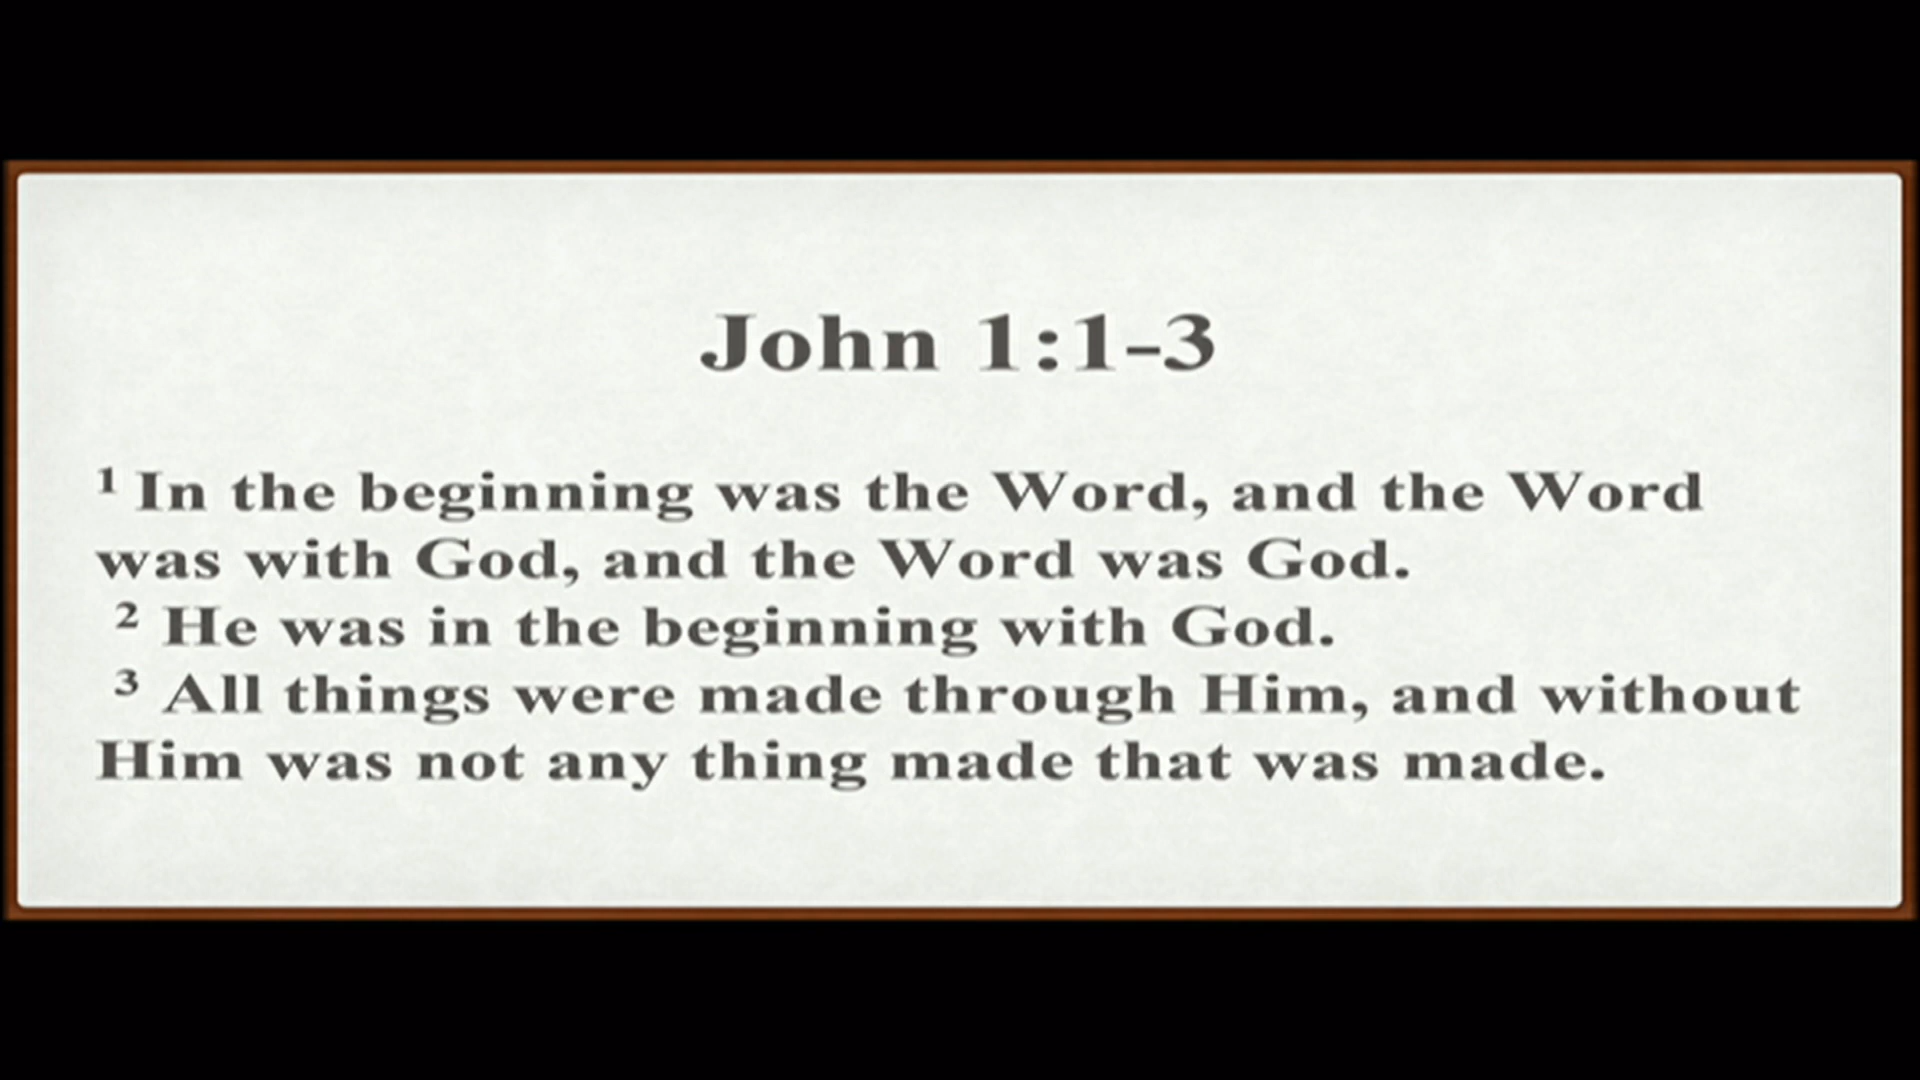 John 1:1-3
¹ In the beginning was the Word, and the Word
was with God, and the Word was God.
² He was in the beginning with God.
³ All things were made through Him, and without
Him was not any thing made that was made.